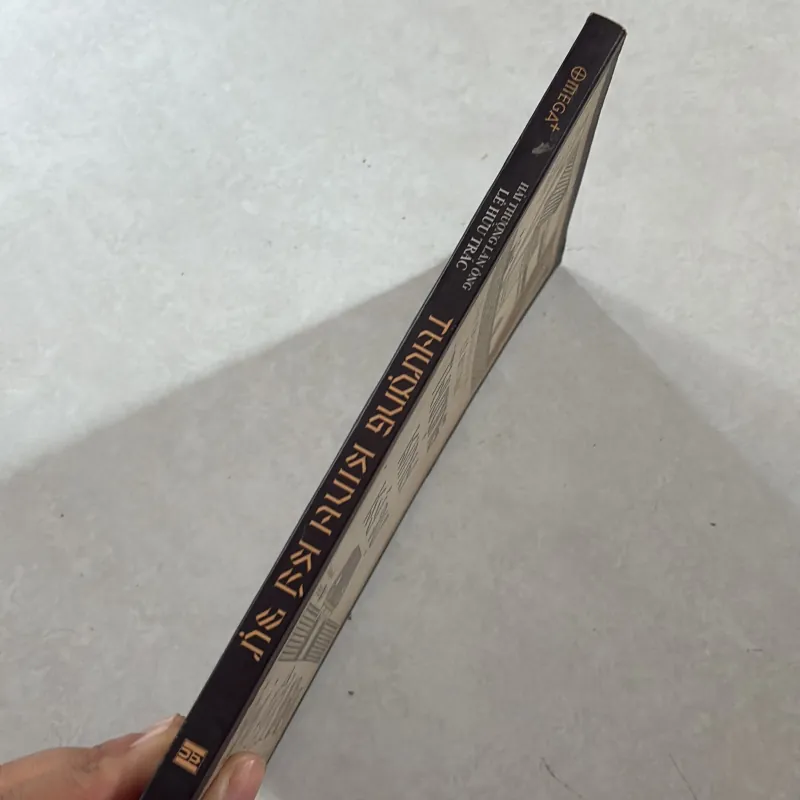 OMEGA+
HẢI THƯỢNG LÃN ÔNG
LÊ HỮU TRÁC
THƯỢNG KINH KÝ SỰ